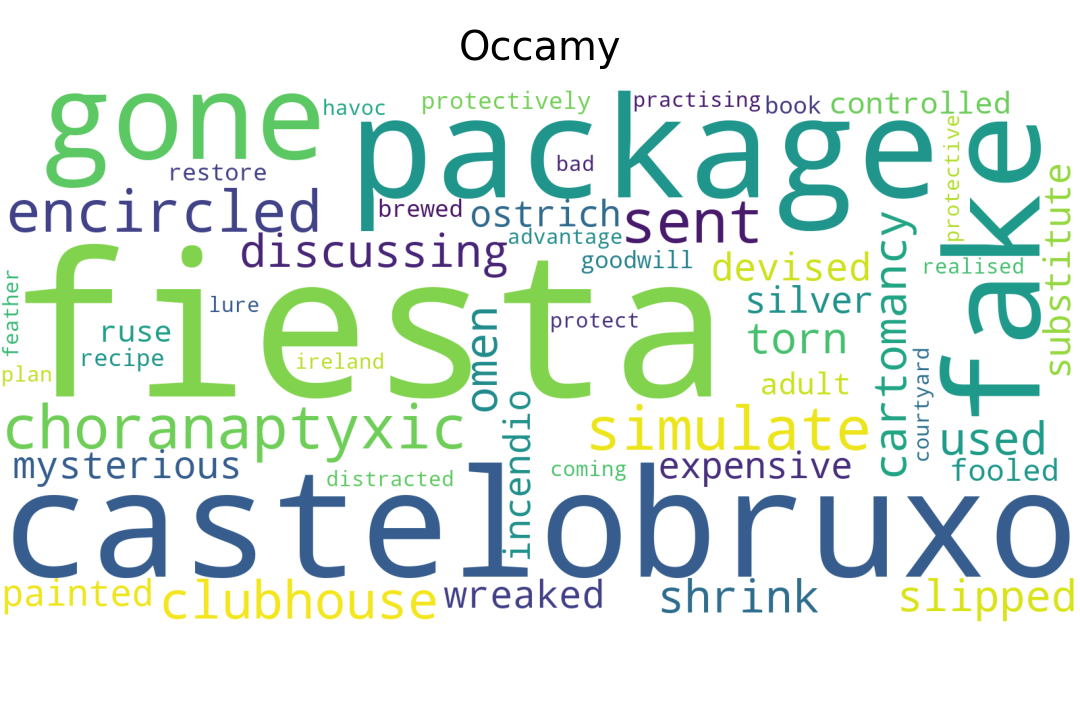 Occamy
gone
havoc
protectively
practising
book
controlled
package
fake
protective
restore
bad
encircled
brewed
ostrich
sent
substitute
discussing
advantage
goodwill
devised
realised
cartomancy
fiesta
feather
lure
silver
ruse
omen
protect
torn
recipe
ireland
plan
adult
courtyard
choranaptyxic
incendio
simulate
used
mysterious
distracted
coming
expensive
fooled
castelobruxo
painted
clubhouse
wreaked
shrink
slipped